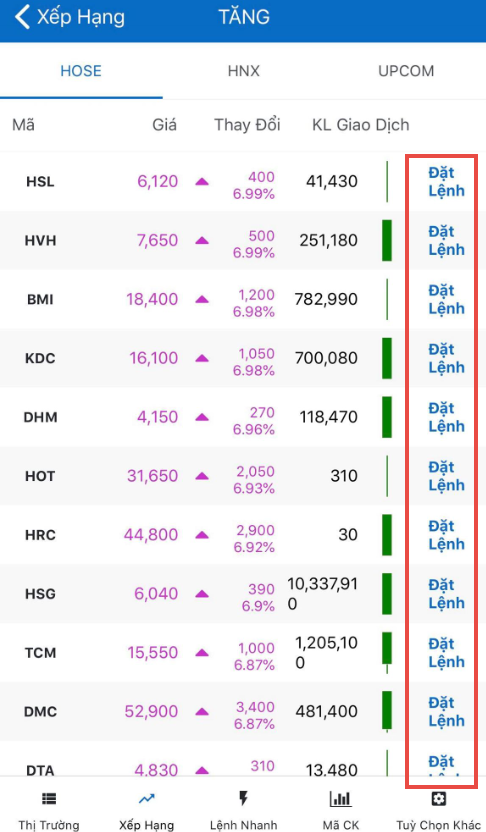 Xếp Hạng TĂNG
HOSE HNX UPCOM
Mã Giá Thay Đổi KL Giao Dịch
HSL 6,120 400 6.99% 41,430 Đặt Lệnh
HVH 7,650 500 6.99% 251,180 Đặt Lệnh
BMI 18,400 1,200 6.98% 782,990 Đặt Lệnh
KDC 16,100 1,050 6.98% 700,080 Đặt Lệnh
DHM 4,150 270 6.96% 118,470 Đặt Lệnh
HOT 31,650 2,050 6.93% 310 Đặt Lệnh
HRC 44,800 2,900 6.92% 30 Đặt Lệnh
HSG 6,040 390 6.9% 10,337,910 Đặt Lệnh
TCM 15,550 1,000 6.87% 1,205,100 Đặt Lệnh
DMC 52,900 3,400 6.87% 481,400 Đặt Lệnh
DTA 4,830 310 13,480 Đặt
Thị Trường Xếp Hạng Lệnh Nhanh Mã CK Tuỳ Chọn Khác